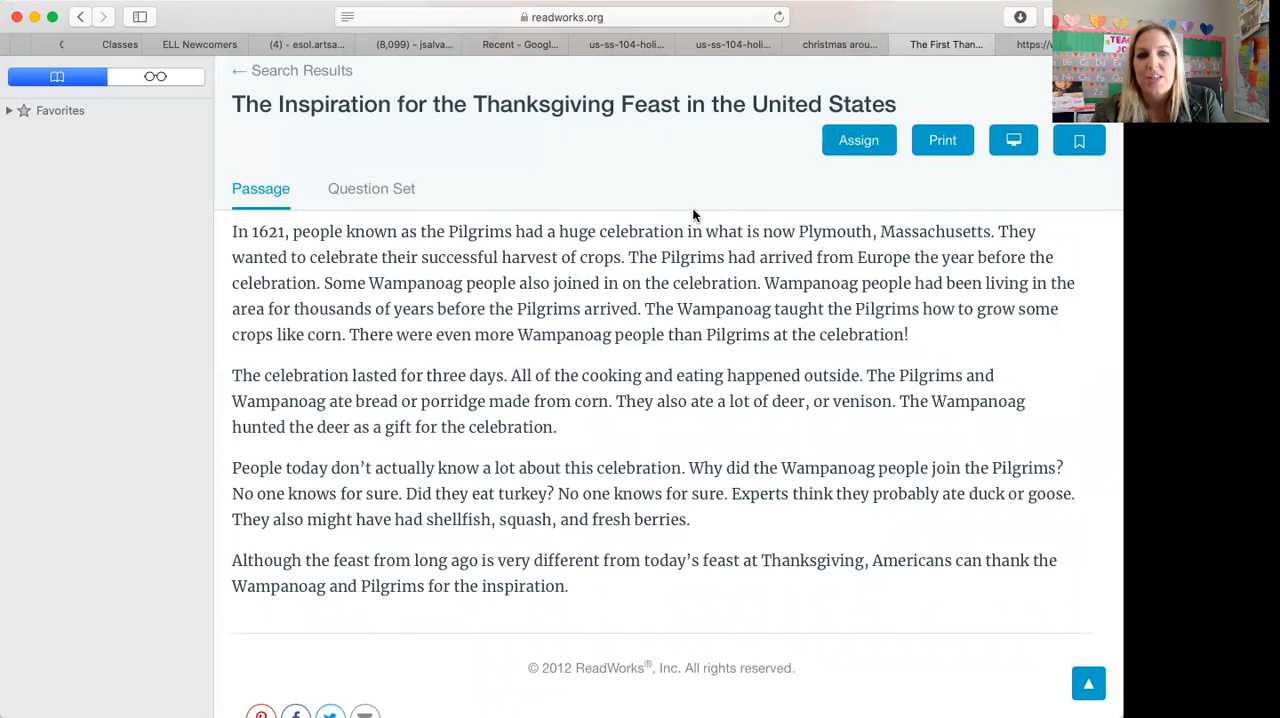 readworks.org
Classes
ELL Newcomers
(4) - esol.artsa...
(8,099) - jsalva...
Recent - Googl...
us-ss-104-holi...
us-ss-104-holi...
christmas arou...
The First Than...
https://w
Favorites
← Search Results
The Inspiration for the Thanksgiving Feast in the United States
Assign
Print
Passage
Question Set
In 1621, people known as the Pilgrims had a huge celebration in what is now Plymouth, Massachusetts. They
wanted to celebrate their successful harvest of crops. The Pilgrims had arrived from Europe the year before the
celebration. Some Wampanoag people also joined in on the celebration. Wampanoag people had been living in the
area for thousands of years before the Pilgrims arrived. The Wampanoag taught the Pilgrims how to grow some
crops like corn. There were even more Wampanoag people than Pilgrims at the celebration!
The celebration lasted for three days. All of the cooking and eating happened outside. The Pilgrims and
Wampanoag ate bread or porridge made from corn. They also ate a lot of deer, or venison. The Wampanoag
hunted the deer as a gift for the celebration.
People today don't actually know a lot about this celebration. Why did the Wampanoag people join the Pilgrims?
No one knows for sure. Did they eat turkey? No one knows for sure. Experts think they probably ate duck or goose.
They also might have had shellfish, squash, and fresh berries.
Although the feast from long ago is very different from today's feast at Thanksgiving, Americans can thank the
Wampanoag and Pilgrims for the inspiration.
© 2012 ReadWorks®, Inc. All rights reserved.